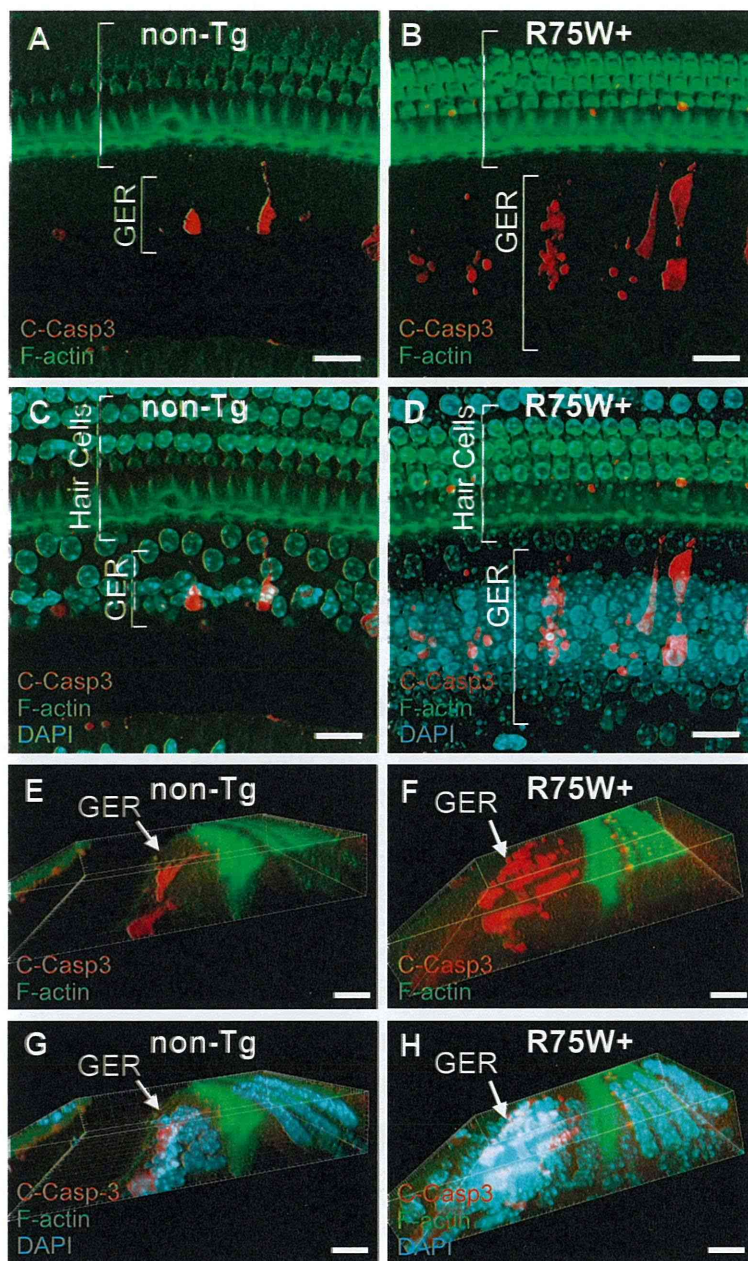 A
non-Tg
GER
C-Casp3
F-actin
B
R75W+
GER
C-Casp3
F-actin
C
non-Tg
Hair Cells
GER
C-Casp3
F-actin
DAPI
D
R75W+
Hair Cells
GER
C-Casp3
F-actin
DAPI
E
non-Tg
GER
C-Casp3
F-actin
F
R75W+
GER
C-Casp3
F-actin
G
non-Tg
GER
C-Casp-3
F-actin
DAPI
H
R75W+
GER
C-Casp3
F-actin
DAPI